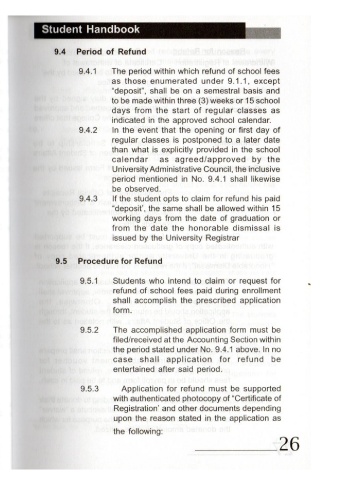 Student Handbook
9.4 Period of Refund
9.4.1 The period within which refund of school fees
as those enumerated under 9.1.1, except
"deposit", shall be on a semestral basis and
to be made within three (3) weeks or 15 school
days from the start of regular classes as
indicated in the approved school calendar.
9.4.2 In the event that the opening or first day of
regular classes is postponed to a later date
than what is explicitly provided in the school
calendar as agreed/approved by the
University Administrative Council, the inclusive
period mentioned in No. 9.4.1 shall likewise
be observed.
9.4.3 If the student opts to claim for refund his paid
"deposit', the same shall be allowed within 15
working days from the date of graduation or
from the date the honorable dismissal is
issued by the University Registrar
9.5 Procedure for Refund
9.5.1 Students who intend to claim or request for
refund of school fees paid during enrollment
shall accomplish the prescribed application
form.
9.5.2 The accomplished application form must be
filed/received at the Accounting Section within
the period stated under No. 9.4.1 above. In no
case shall application for refund be
entertained after said period.
9.5.3 Application for refund must be supported
with authenticated photocopy of "Certificate of
Registration' and other documents depending
upon the reason stated in the application as
the following:
26